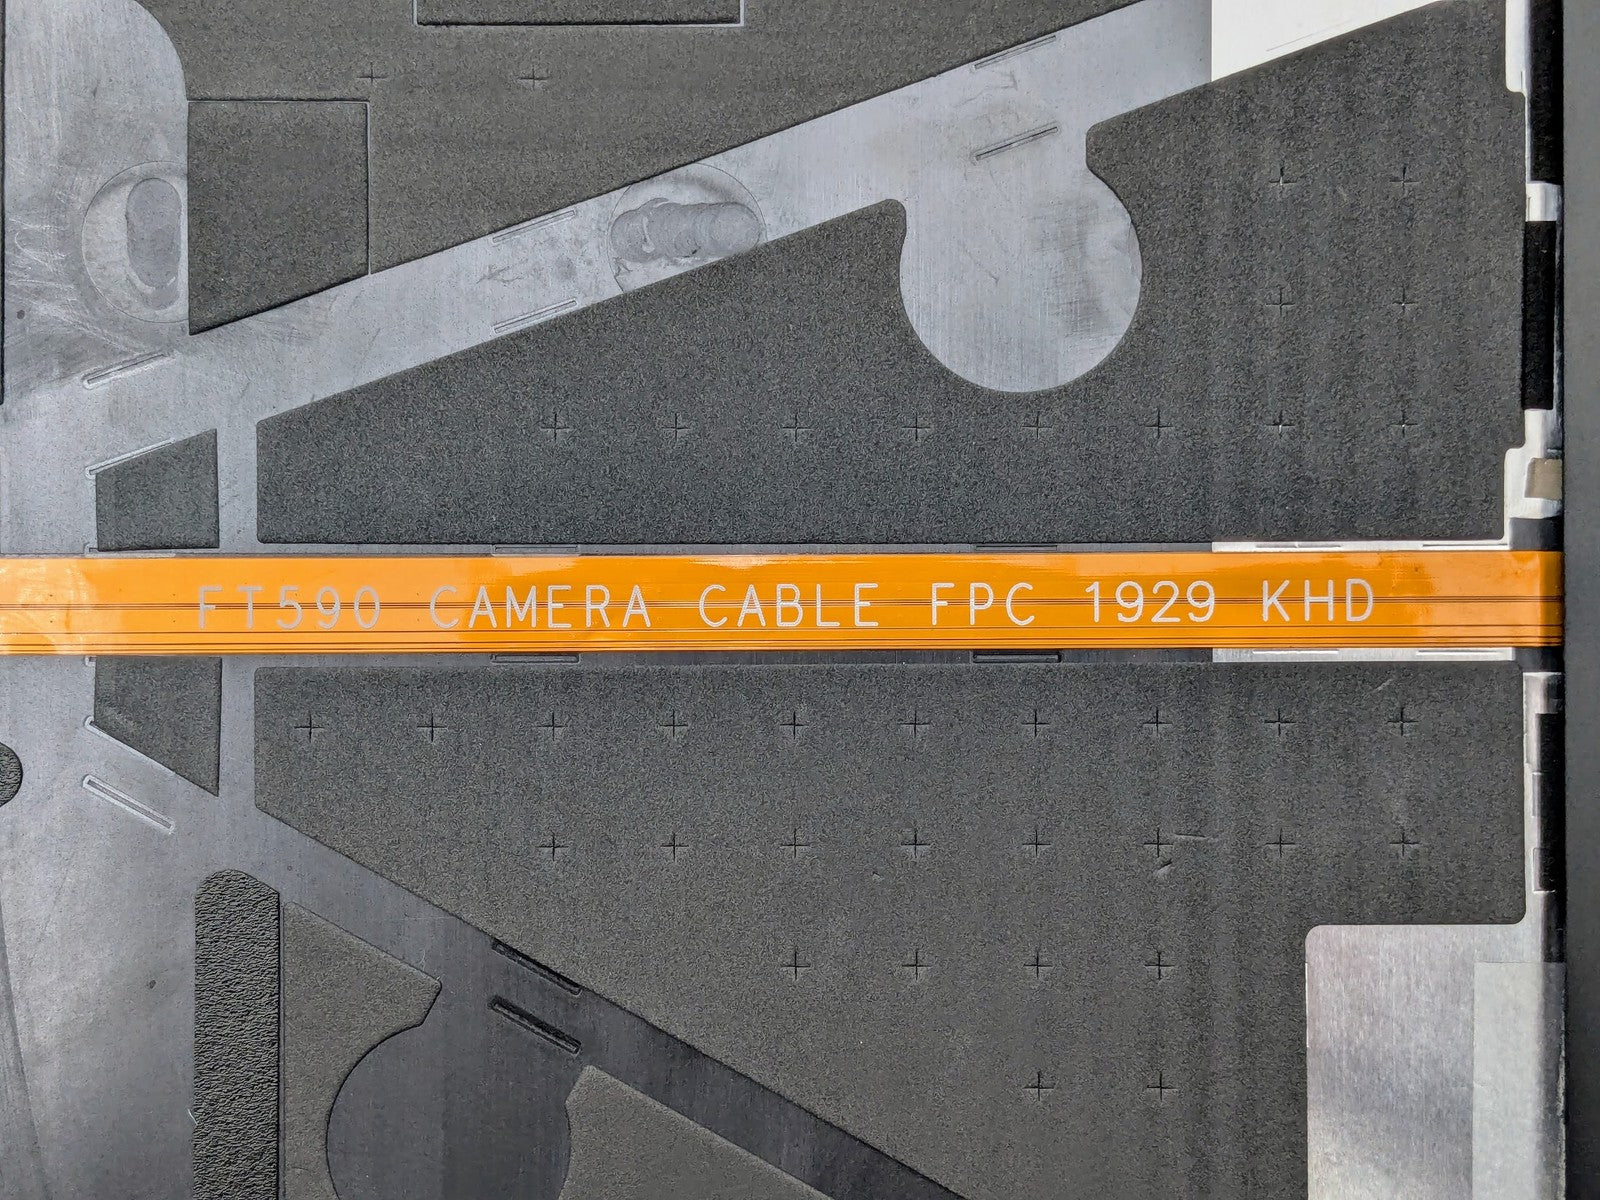 FT590 CAMERA CABLE FPC 1929 KHD